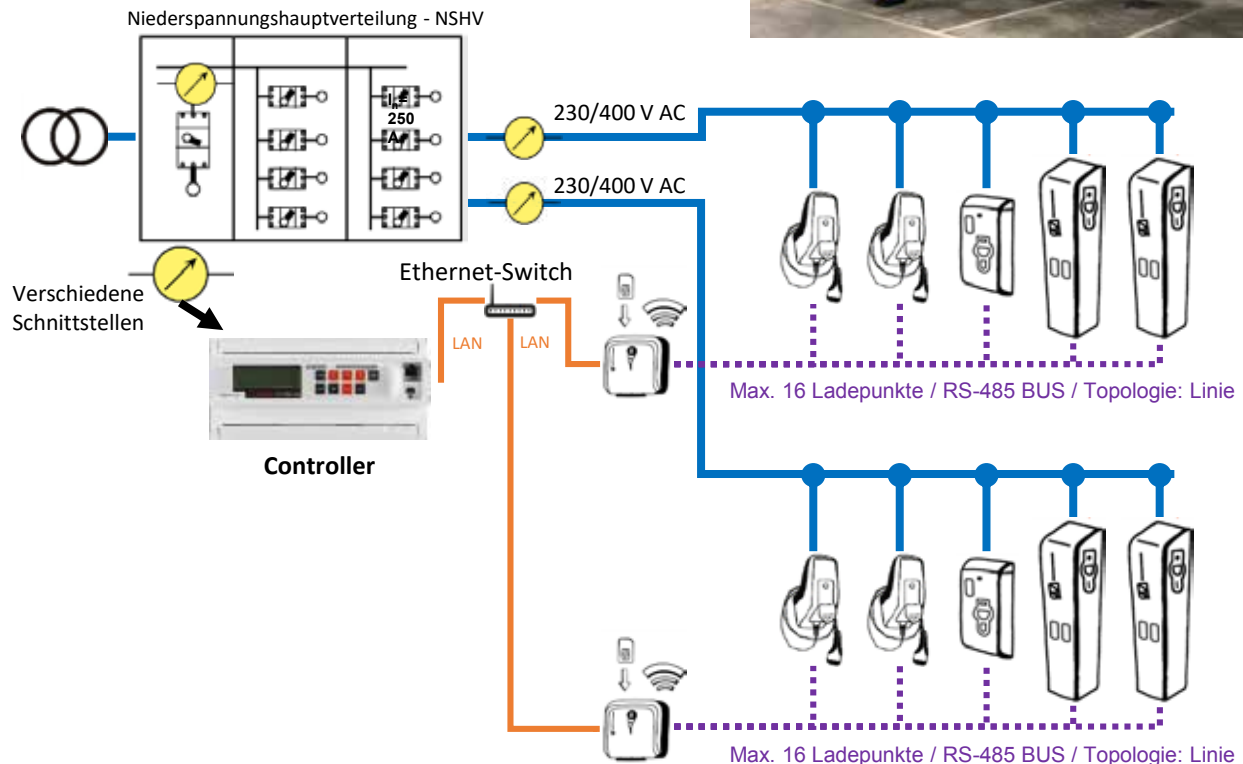 Niederspannungshauptverteilung - NSHV
Iₙ=
250
A
230/400 V AC
230/400 V AC
Verschiedene
Schnittstellen
Ethernet-Switch
LAN
LAN
Controller
Max. 16 Ladepunkte / RS-485 BUS / Topologie: Linie
Max. 16 Ladepunkte / RS-485 BUS / Topologie: Linie